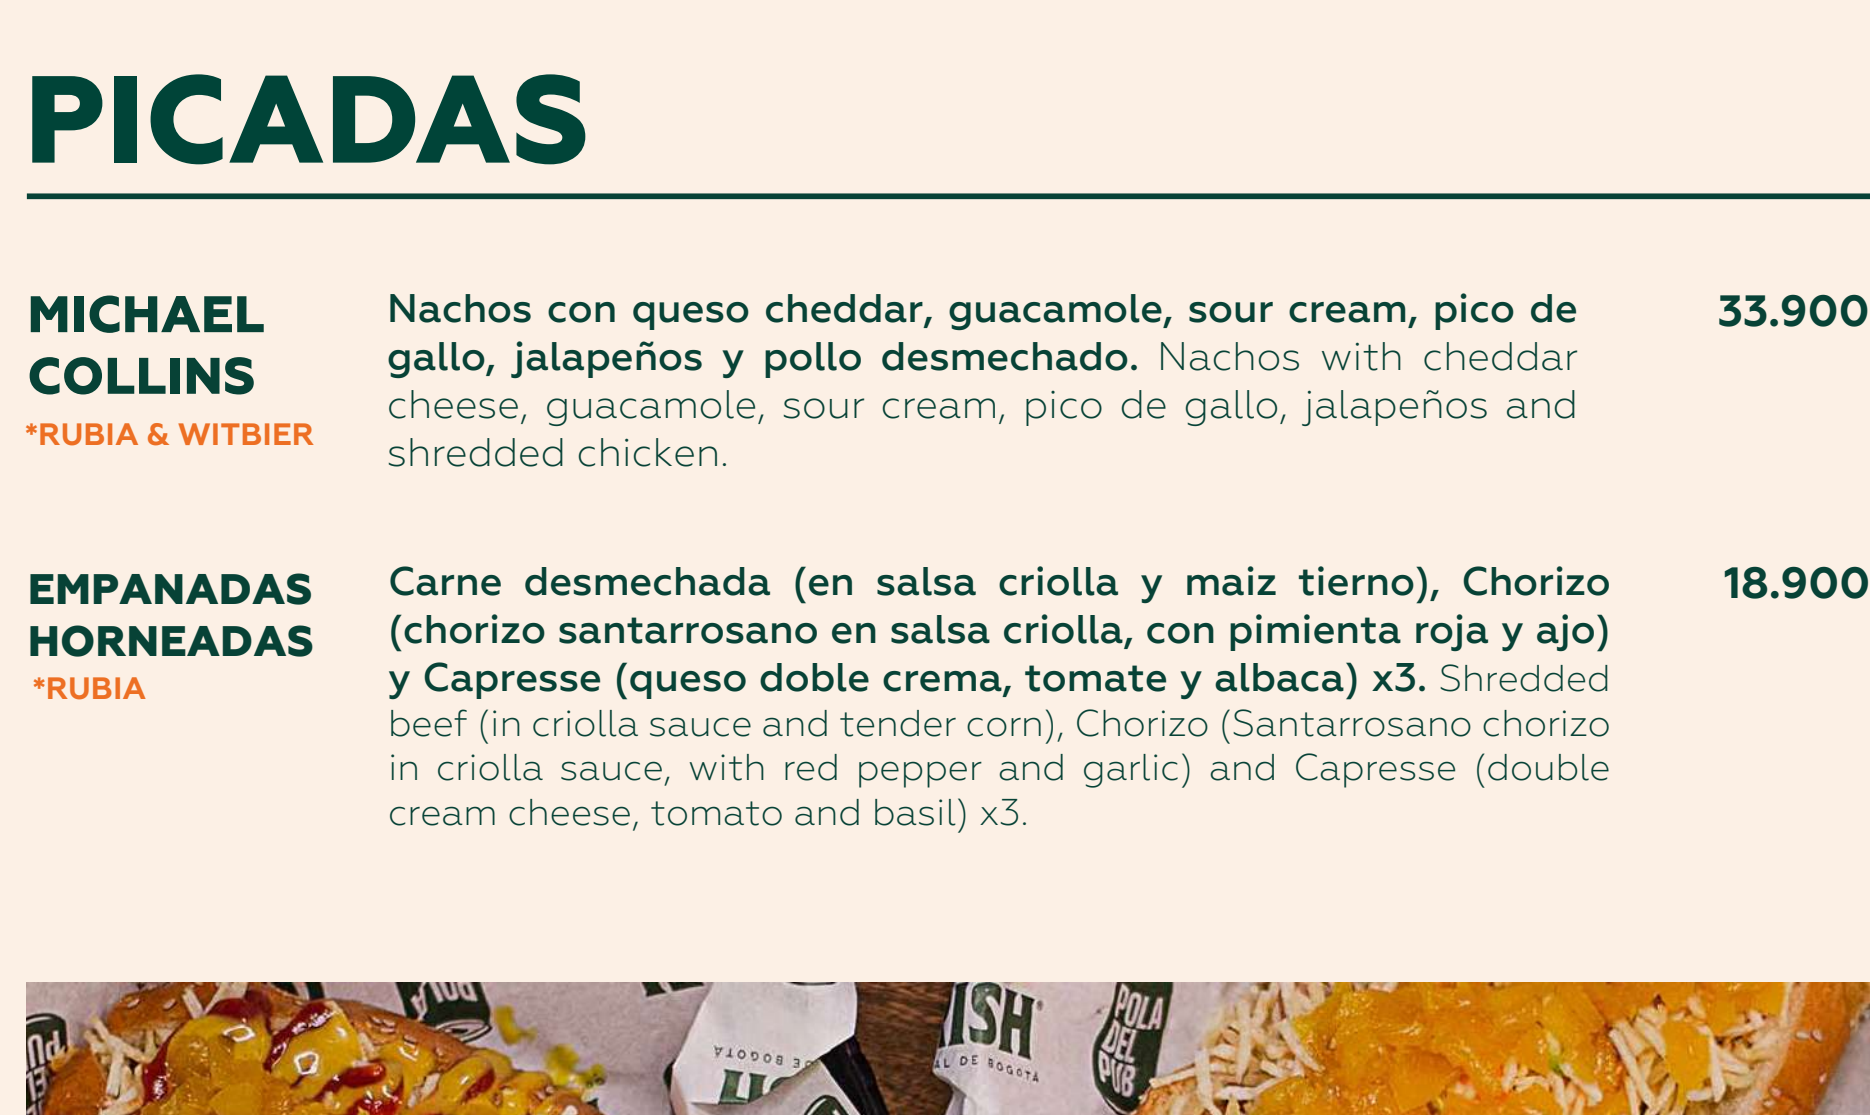 PICADAS
MICHAEL
COLLINS
*RUBIA & WITBIER
Nachos con queso cheddar, guacamole, sour cream, pico de
gallo, jalapeños y pollo desmechado. Nachos with cheddar
cheese, guacamole, sour cream, pico de gallo, jalapeños and
shredded chicken.
33.900
EMPANADAS
HORNEADAS
*RUBIA
Carne desmechada (en salsa criolla y maiz tierno), Chorizo
(chorizo santarrosano en salsa criolla, con pimienta roja y ajo)
y Capresse (queso doble crema, tomate y albaca) x3. Shredded
beef (in criolla sauce and tender corn), Chorizo (Santarrosano chorizo
in criolla sauce, with red pepper and garlic) and Capresse (double
cream cheese, tomato and basil) x3.
18.900
POLA
DEL
PUB
DE BOGOTÁ